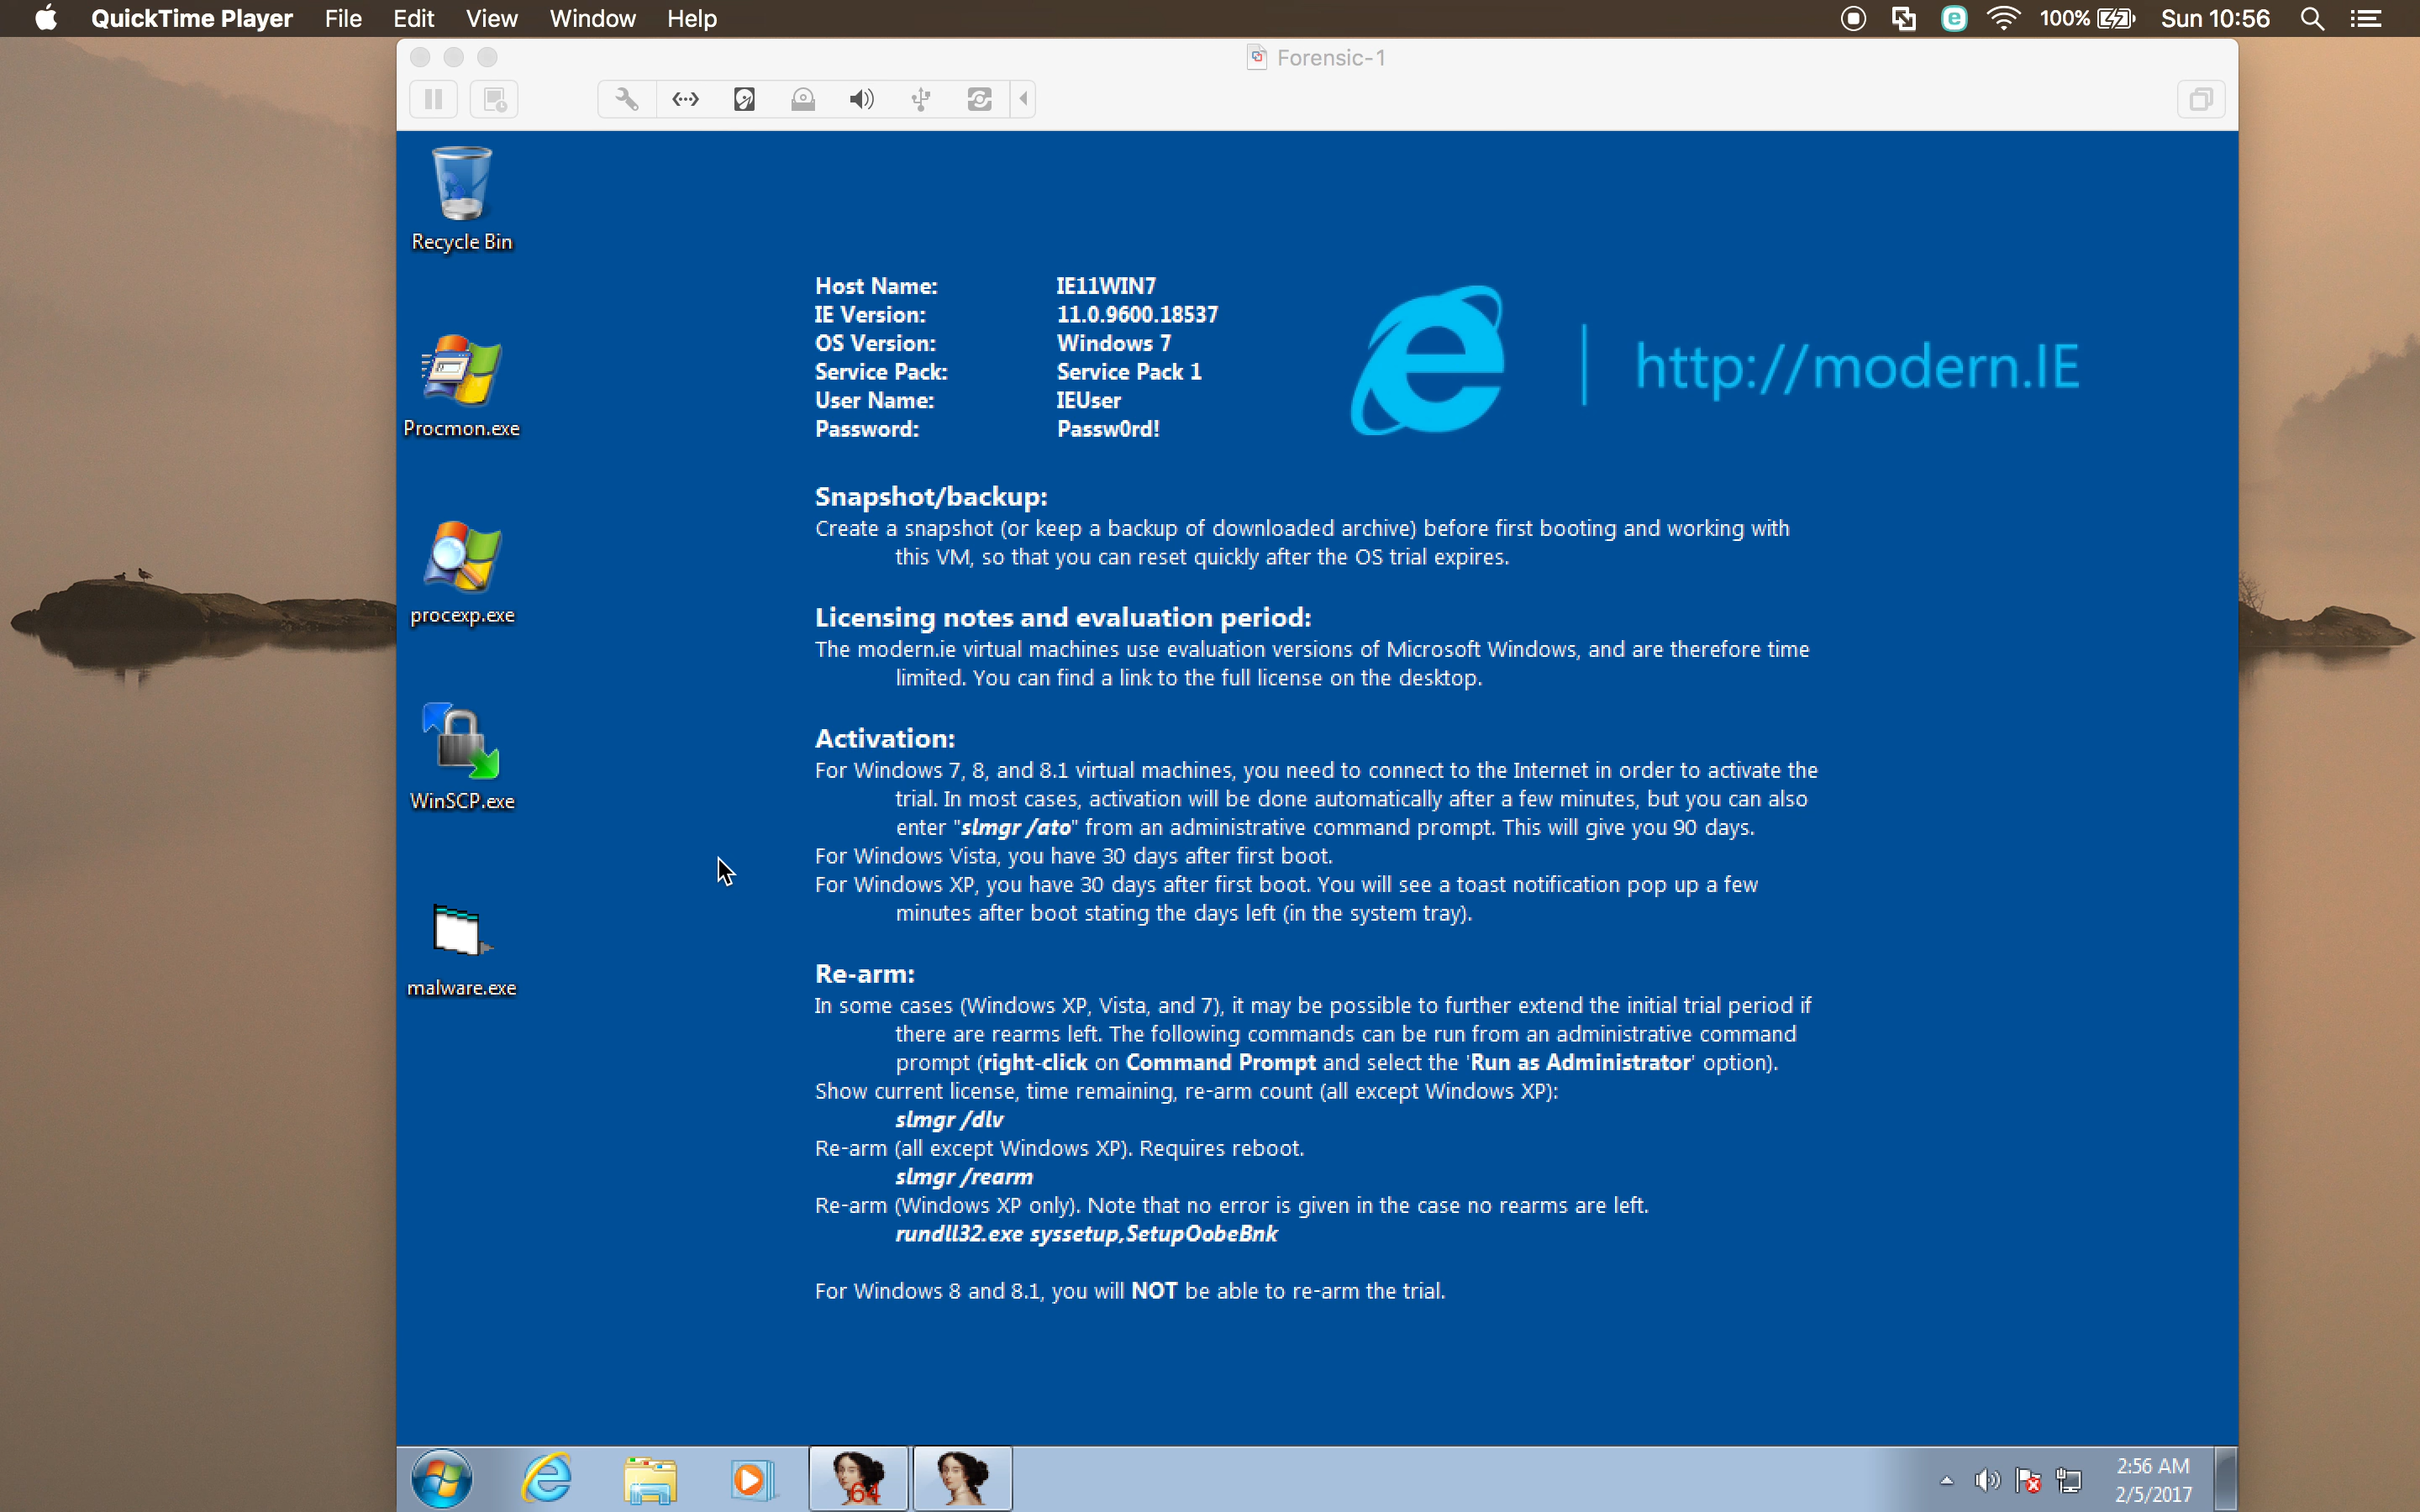 QuickTime Player File Edit View Window Help 100% Sun 10:56
Forensic-1
Recycle Bin
Procmon.exe
procexp.exe
WinSCP.exe
malware.exe
Host Name: IE11WIN7
IE Version: 11.0.9600.18537
OS Version: Windows 7
Service Pack: Service Pack 1
User Name: IEUser
Password: Passw0rd!
http://modern.IE
Snapshot/backup:
Create a snapshot (or keep a backup of downloaded archive) before first booting and working with
this VM, so that you can reset quickly after the OS trial expires.
Licensing notes and evaluation period:
The modern.ie virtual machines use evaluation versions of Microsoft Windows, and are therefore time
limited. You can find a link to the full license on the desktop.
Activation:
For Windows 7, 8, and 8.1 virtual machines, you need to connect to the Internet in order to activate the
trial. In most cases, activation will be done automatically after a few minutes, but you can also
enter "slmgr /ato" from an administrative command prompt. This will give you 90 days.
For Windows Vista, you have 30 days after first boot.
For Windows XP, you have 30 days after first boot. You will see a toast notification pop up a few
minutes after boot stating the days left (in the system tray).
Re-arm:
In some cases (Windows XP, Vista, and 7), it may be possible to further extend the initial trial period if
there are rearms left. The following commands can be run from an administrative command
prompt (right-click on Command Prompt and select the 'Run as Administrator' option).
Show current license, time remaining, re-arm count (all except Windows XP):
slmgr /dlv
Re-arm (all except Windows XP). Requires reboot.
slmgr /rearm
Re-arm (Windows XP only). Note that no error is given in the case no rearms are left.
rundll32.exe syssetup,SetupOobeBnk
For Windows 8 and 8.1, you will NOT be able to re-arm the trial.
64
2:56 AM
2/5/2017